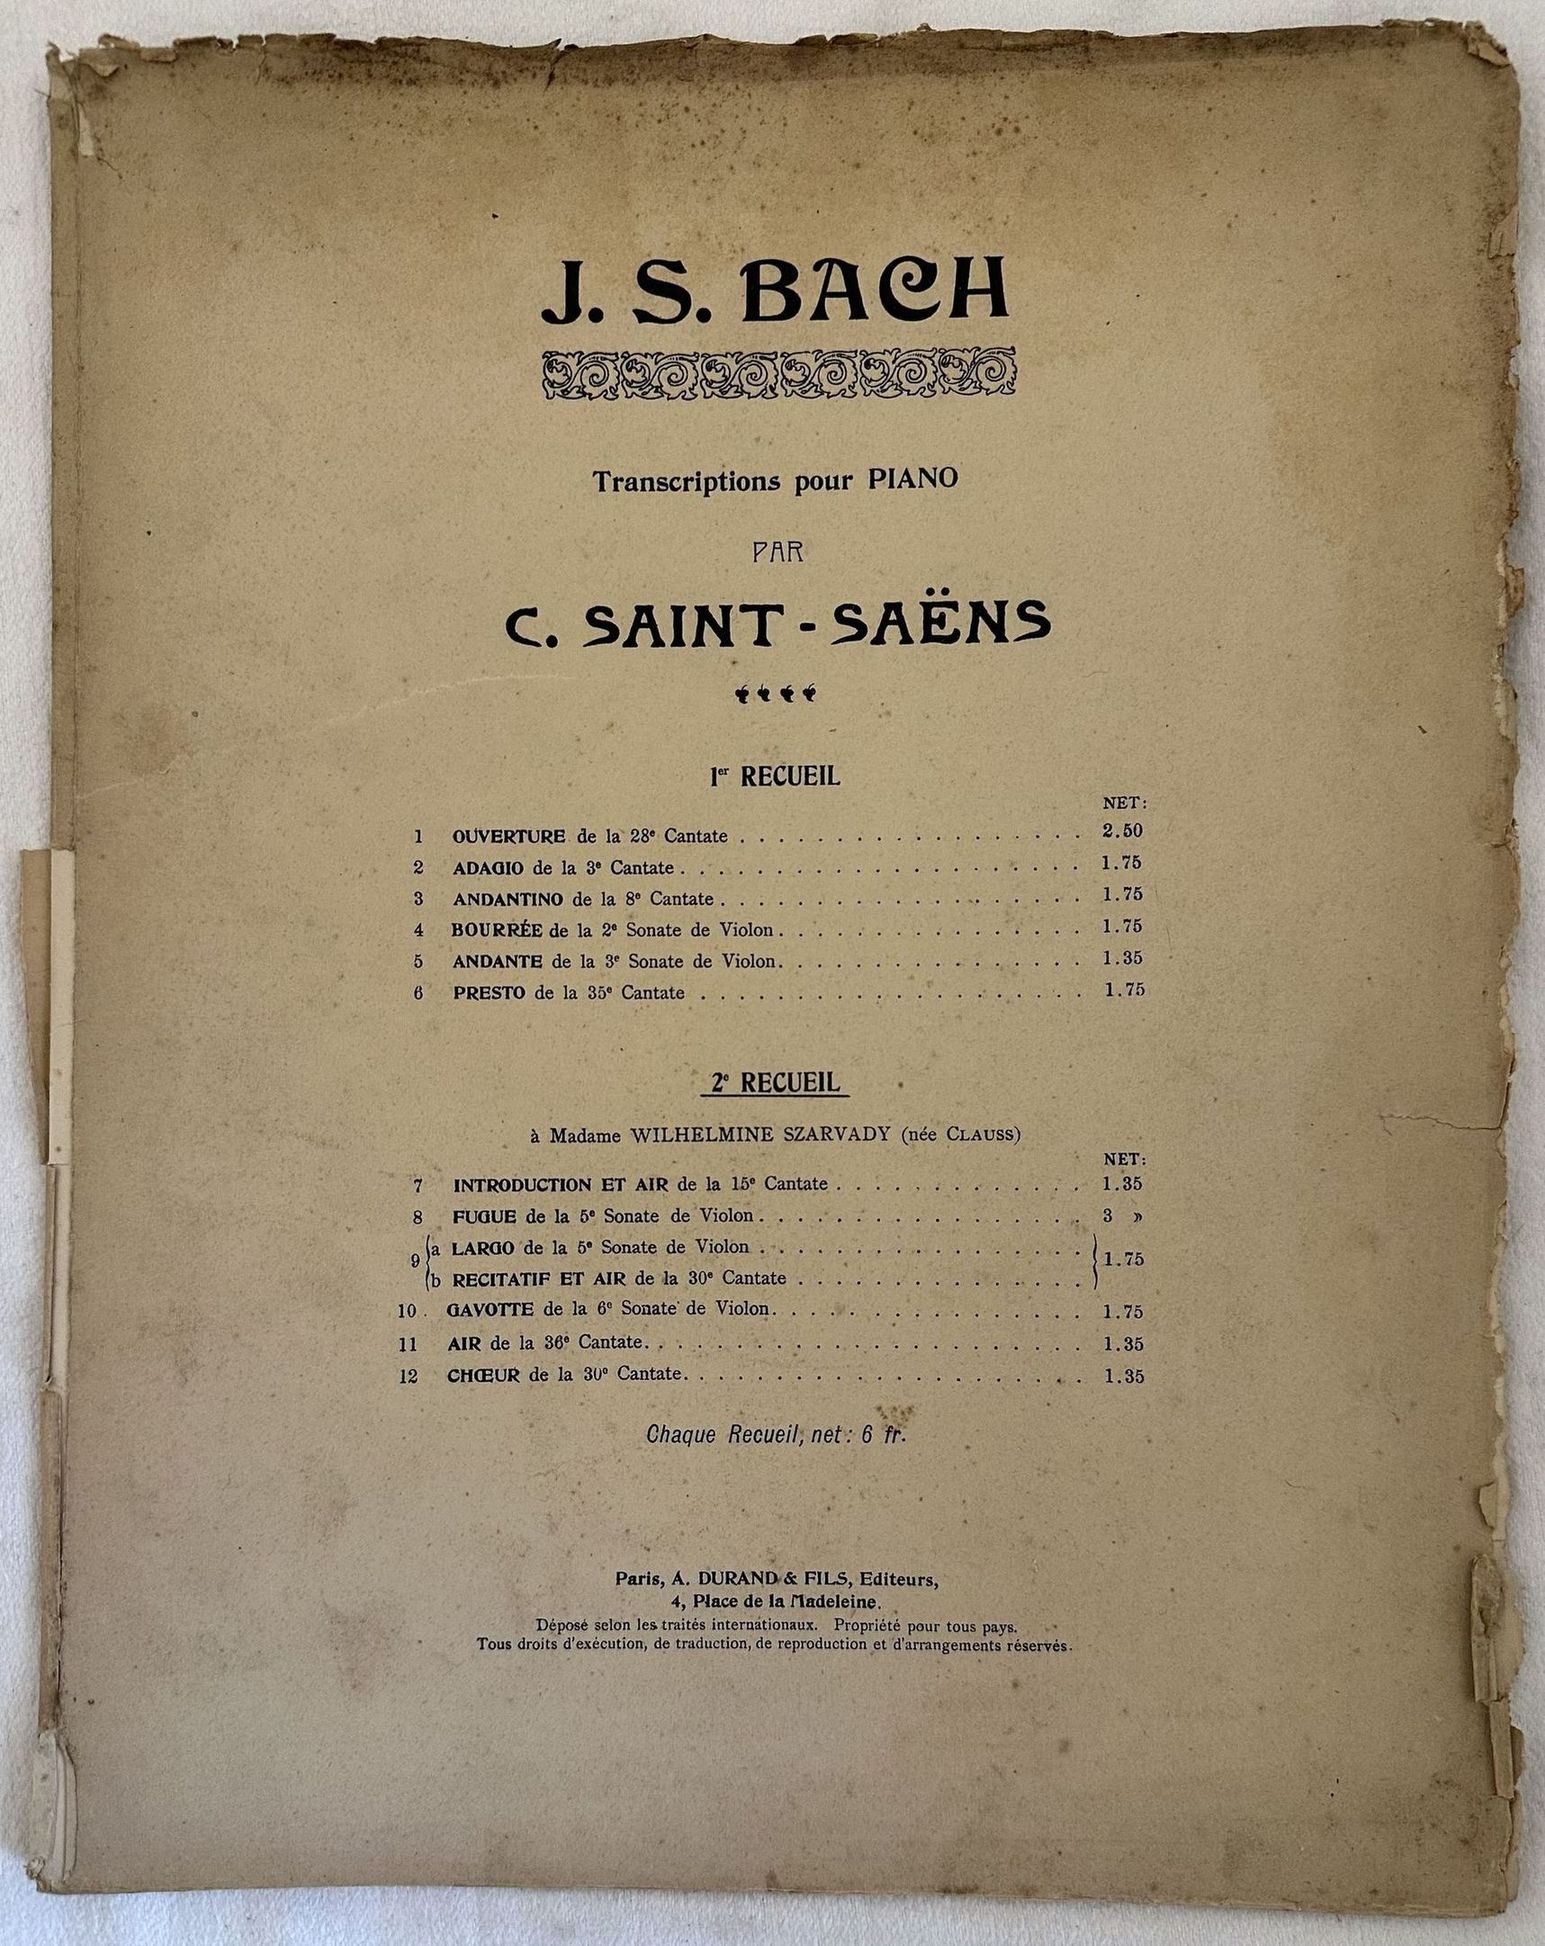 J. S. BACH
Transcriptions pour PIANO
PAR
C. SAINT-SAËNS
1er RECUEIL
NET:
1 OUVERTURE de la 28e Cantate . . . . . . . . . . . . . . . . . . 2.50
2 ADAGIO de la 3e Cantate . . . . . . . . . . . . . . . . . . . . 1.75
3 ANDANTINO de la 8e Cantate . . . . . . . . . . . . . . . . . . . 1.75
4 BOURRÉE de la 2e Sonate de Violon . . . . . . . . . . . . . . . . 1.75
5 ANDANTE de la 3e Sonate de Violon . . . . . . . . . . . . . . . . 1.35
6 PRESTO de la 35e Cantate . . . . . . . . . . . . . . . . . . . . 1.75
2e RECUEIL
à Madame WILHELMINE SZARVADY (née CLAUSS)
NET:
7 INTRODUCTION ET AIR de la 15e Cantate . . . . . . . . . . . . . 1.35
8 FUGUE de la 5e Sonate de Violon . . . . . . . . . . . . . . . . . 3 »
9 a LARGO de la 5e Sonate de Violon . . . . . . . . . . . . . . . . . 1.75
b RECITATIF ET AIR de la 30e Cantate . . . . . . . . . . . . . . .
10 . GAVOTTE de la 6e Sonate de Violon . . . . . . . . . . . . . . . . 1.75
11 AIR de la 36e Cantate . . . . . . . . . . . . . . . . . . . . . . 1.35
12 CHŒUR de la 30e Cantate . . . . . . . . . . . . . . . . . . . . 1.35
Chaque Recueil, net : 6 fr.
Paris, A. DURAND & FILS, Editeurs,
4, Place de la Madeleine.
Déposé selon les traités internationaux. Propriété pour tous pays.
Tous droits d'exécution, de traduction, de reproduction et d'arrangements réservés.